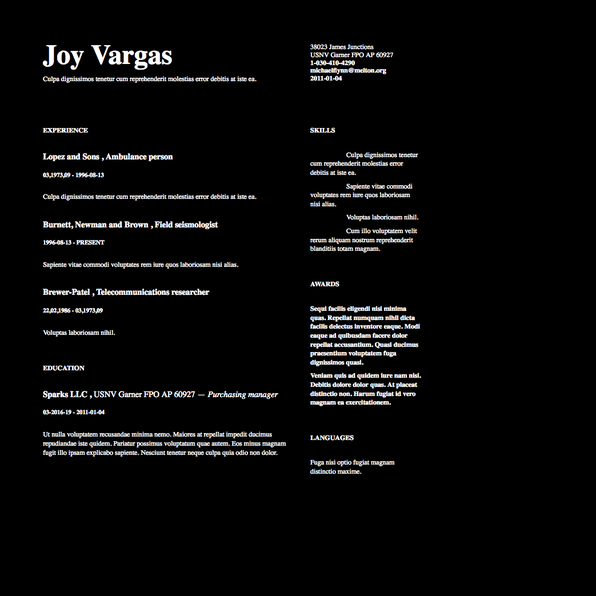 Joy Vargas
Culpa dignissimos tenetur cum reprehenderit molestias error debitis at iste ea.
38023 James Junctions
USNV Garner FPO AP 60927
1-030-410-4290
michaelflynn@melton.org
2011-01-04
EXPERIENCE
Lopez and Sons , Ambulance person
03,1973,09 - 1996-08-13
Culpa dignissimos tenetur cum reprehenderit molestias error debitis at iste ea.
Burnett, Newman and Brown , Field seismologist
1996-08-13 - PRESENT
Sapiente vitae commodi voluptates rem iure quos laboriosam nisi alias.
Brewer-Patel , Telecommunications researcher
22,02,1986 - 03,1973,09
Voluptas laboriosam nihil.
EDUCATION
Sparks LLC , USNV Garner FPO AP 60927 — Purchasing manager
03-2016-19 - 2011-01-04
Ut nulla voluptatem recusandae minima nemo. Maiores at repellat impedit ducimus
repudiandae iste quidem. Pariatur possimus voluptatum quae autem. Eos minus magnam
fugit illo ipsam explicabo sapiente. Nesciunt tenetur neque culpa quis odio non dolor.
SKILLS
Culpa dignissimos tenetur
cum reprehenderit molestias error
debitis at iste ea.
Sapiente vitae commodi
voluptates rem iure quos laboriosam
nisi alias.
Voluptas laboriosam nihil.
Cum illo voluptatem velit
rerum aliquam nostrum reprehenderit
blanditiis totam magnam.
AWARDS
Sequi facilis eligendi nisi minima
quas. Repellat numquam nihil dicta
facilis delectus inventore eaque. Modi
eaque ad quibusdam facere dolor
repellat accusantium. Quasi ducimus
praesentium voluptatem fuga
dignissimos quasi.
Veniam quis ad quidem iure nam nisi.
Debitis dolore dolor quas. At placeat
distinctio non. Harum fugiat id vero
magnam ea exercitationem.
LANGUAGES
Fuga nisi optio fugiat magnam
distinctio maxime.